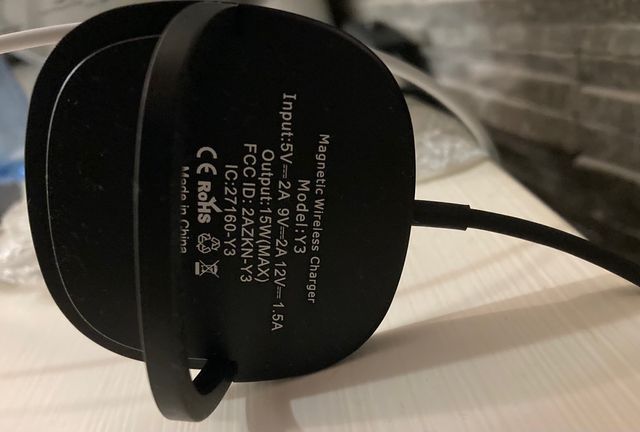 Magnetic Wireless Charger
Model:Y3
Input:5V⎓2A 9V⎓2A 12V⎓1.5A
Output:15W(MAX)
FCC ID: 2AZKN-Y3
IC:27160-Y3
CE RoHS
Made in China